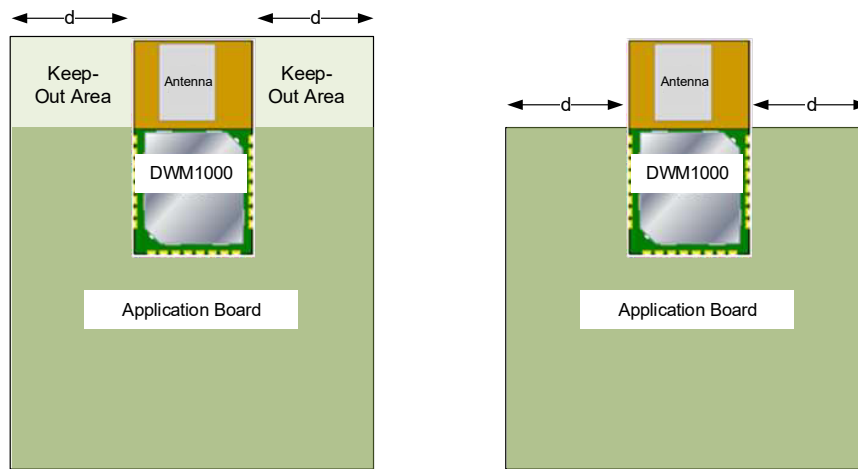 d
d
Keep-
Out Area
Antenna
Keep-
Out Area
DWM1000
Application Board
Antenna
d
d
DWM1000
Application Board